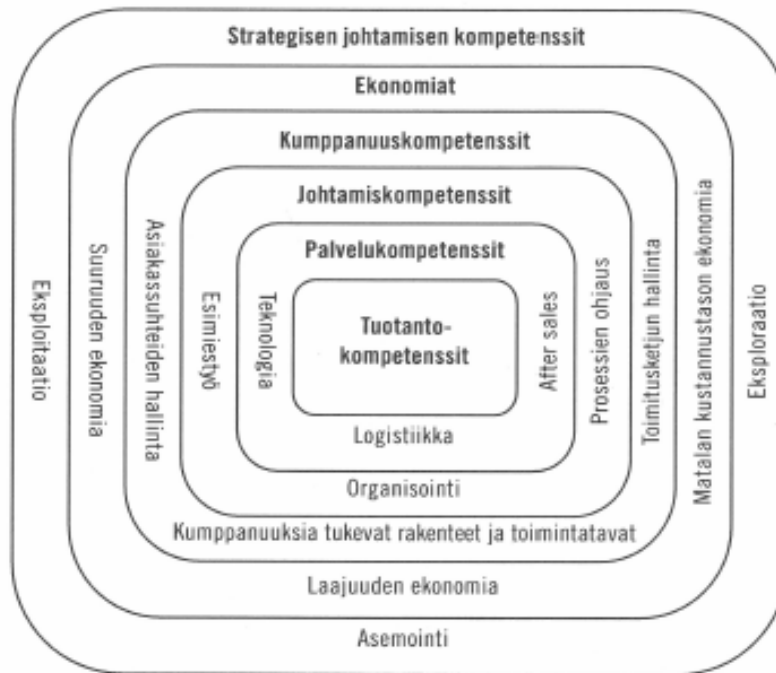 Strategisen johtamisen kompetenssit
Ekonomiat
Kumppanuuskompetenssit
Johtamiskompetenssit
Palvelukompetenssit
Tuotanto-
kompetenssit
Eksploitaatio
Suuruuden ekonomia
Asiakassuhteiden hallinta
Esimiestyö
Teknologia
After sales
Prosessien ohjaus
Toimitusketjun hallinta
Matalan kustannustason ekonomia
Eksploraatio
Logistiikka
Organisointi
Kumppanuuksia tukevat rakenteet ja toimintatavat
Laajuuden ekonomia
Asemointi